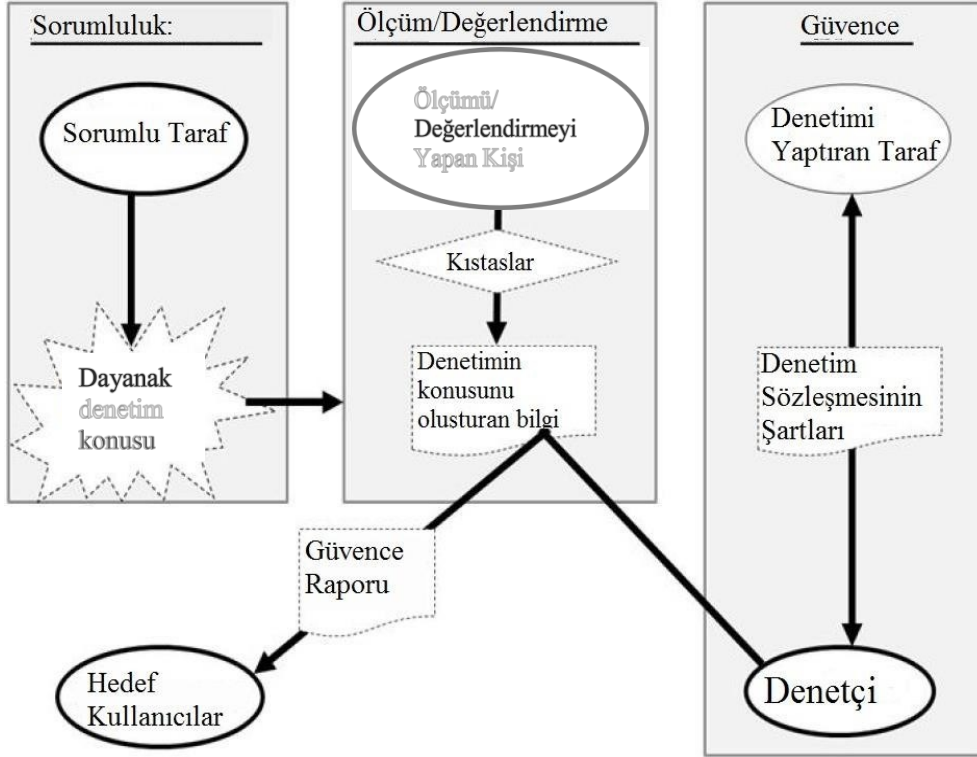 Sorumluluk:
Sorumlu Taraf
Dayanak
denetim
konusu
Ölçüm/Değerlendirme
Ölçümü/
Değerlendirmeyi
Yapan Kişi
Kıstaslar
Denetimin
konusunu
olusturan bilgi
Güvence
Denetimi
Yaptıran Taraf
Denetim
Sözleşmesinin
Şartları
Denetçi
Güvence
Raporu
Hedef
Kullanıcılar